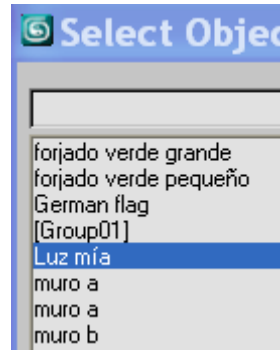 Select Objec
forjado verde grande
forjado verde pequeño
German flag
[Group01]
Luz mía
muro a
muro a
muro b